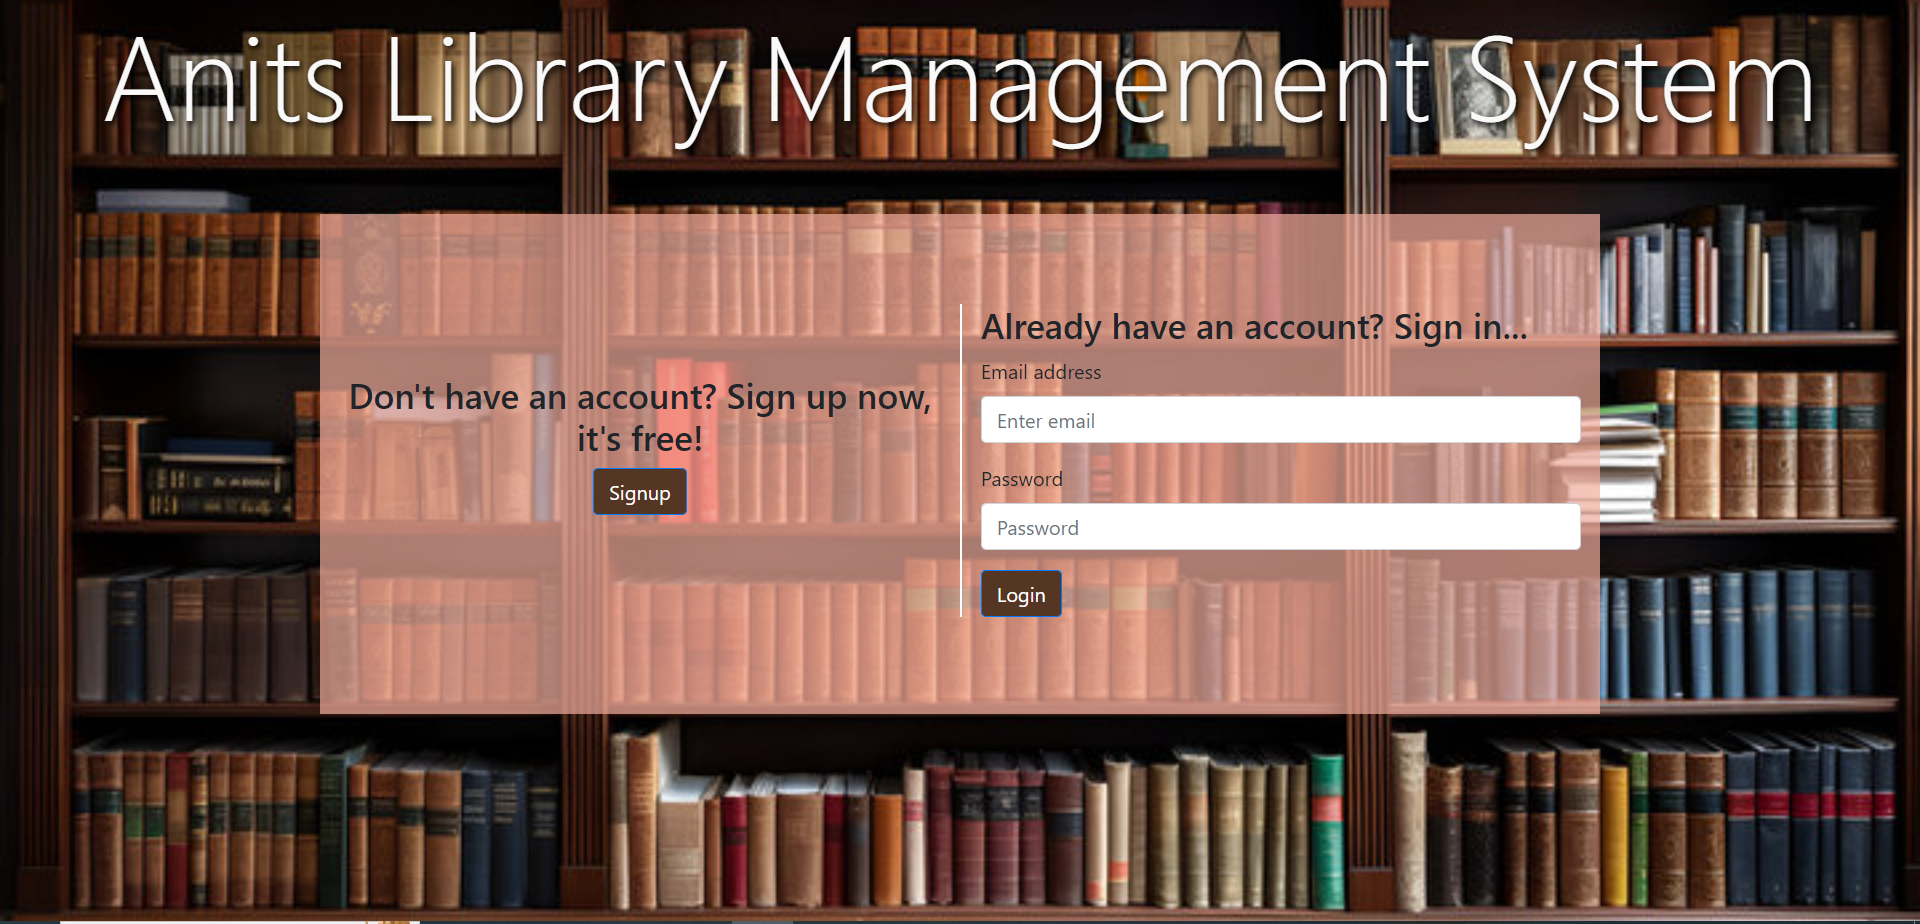 Anits Library Management System
Don't have an account? Sign up now,
it's free!
Signup
Already have an account? Sign in...
Email address
Enter email
Password
Password
Login